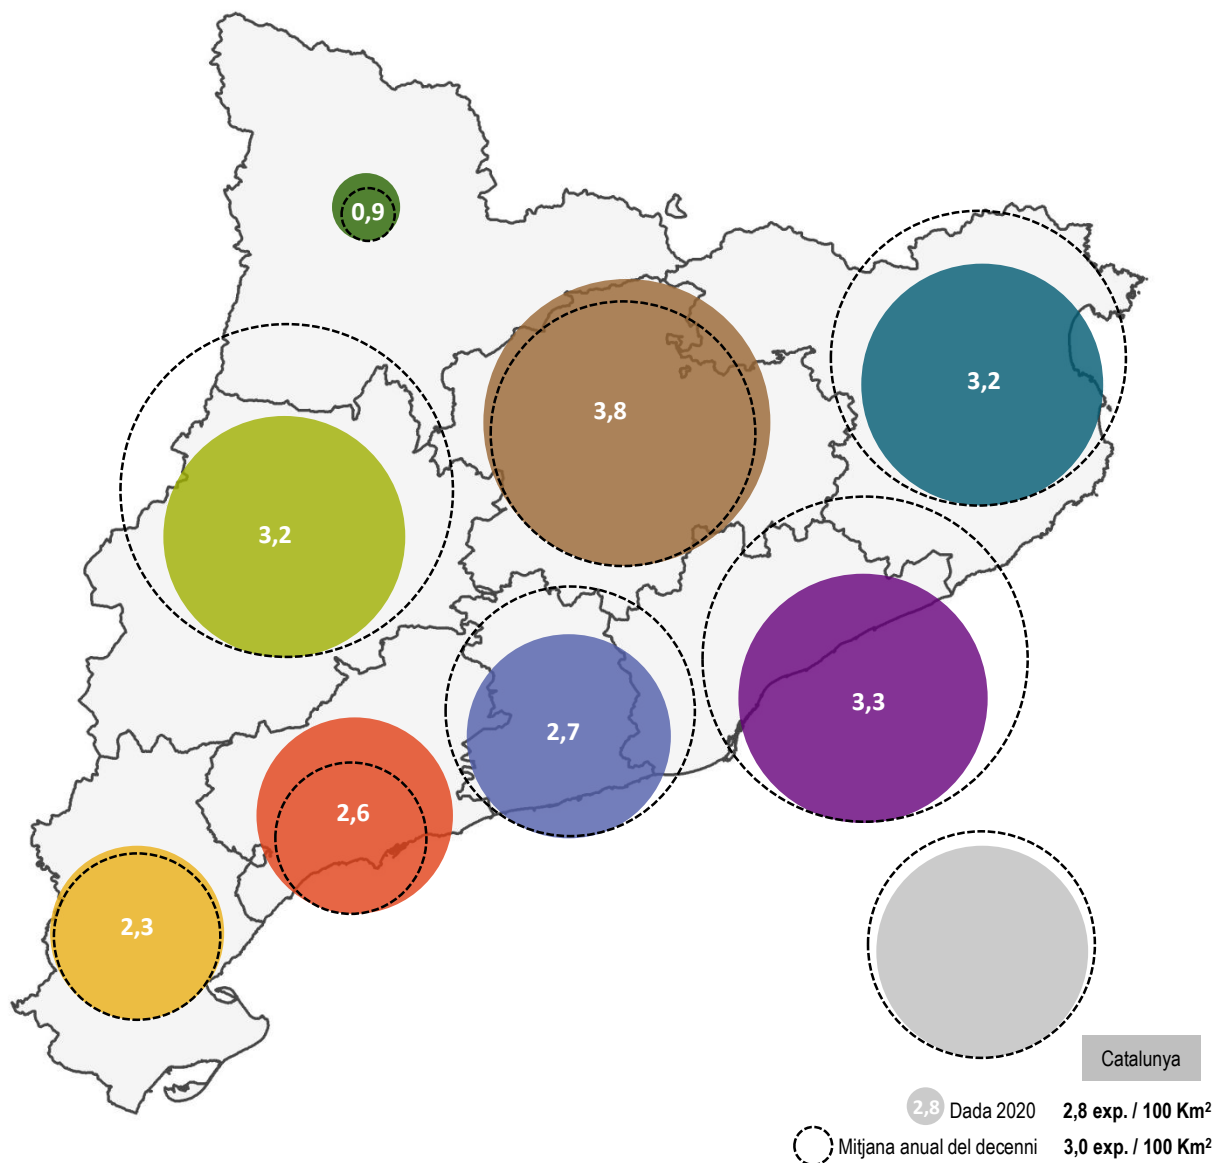 0,9
3,2
3,8
3,2
3,3
2,7
2,6
2,3
Catalunya
2,8 Dada 2020 2,8 exp. / 100 Km²
Mitjana anual del decenni 3,0 exp. / 100 Km²